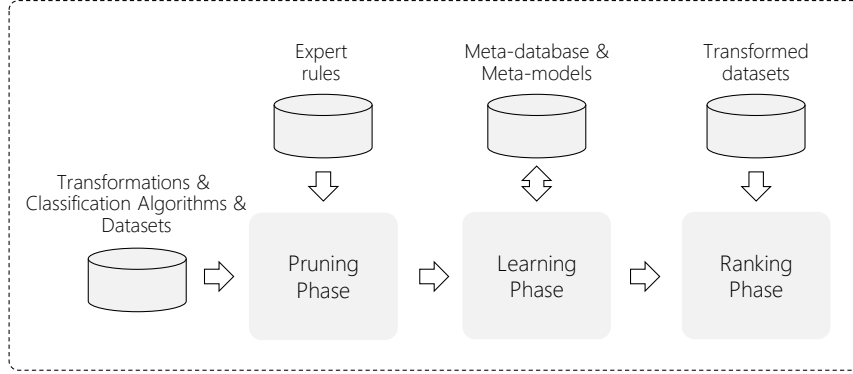 Expert
rules
Meta-database &
Meta-models
Transformed
datasets
Transformations &
Classification Algorithms &
Datasets
Pruning
Phase
Learning
Phase
Ranking
Phase